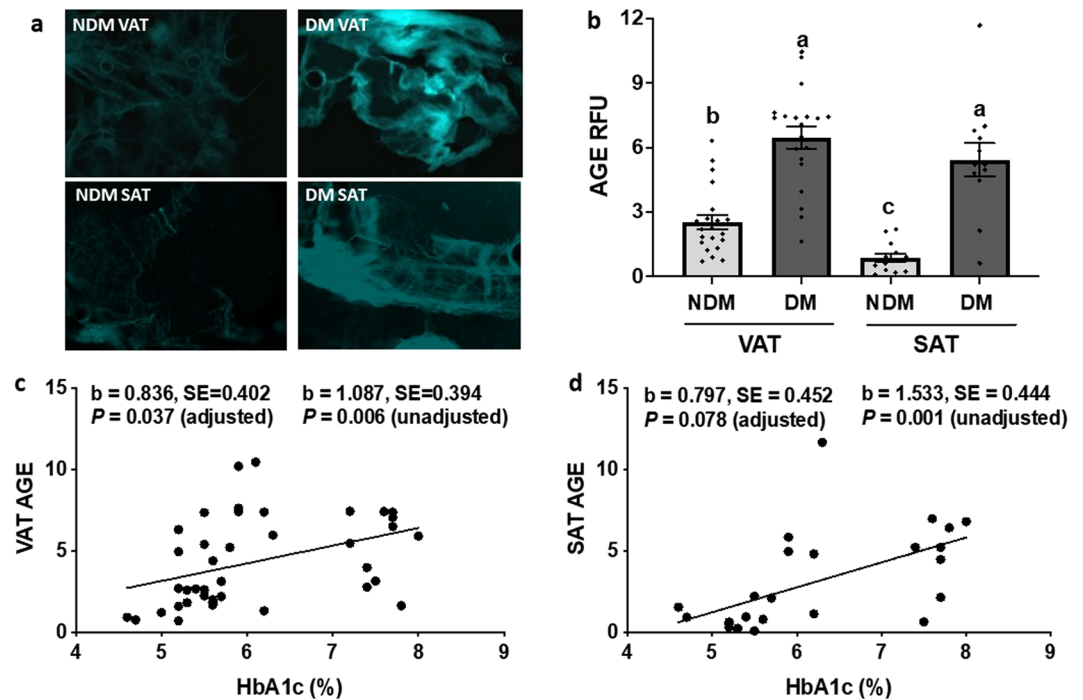 a
NDM VAT
DM VAT
NDM SAT
DM SAT
b
AGE RFU
12
9
6
3
0
b
a
c
a
NDM DM NDM DM
VAT SAT
c
b = 0.836, SE=0.402
P = 0.037 (adjusted)
b = 1.087, SE=0.394
P = 0.006 (unadjusted)
VAT AGE
15
10
5
0
4 5 6 7 8 9
HbA1c (%)
d
b = 0.797, SE = 0.452
P = 0.078 (adjusted)
b = 1.533, SE = 0.444
P = 0.001 (unadjusted)
SAT AGE
15
10
5
0
4 5 6 7 8 9
HbA1c (%)